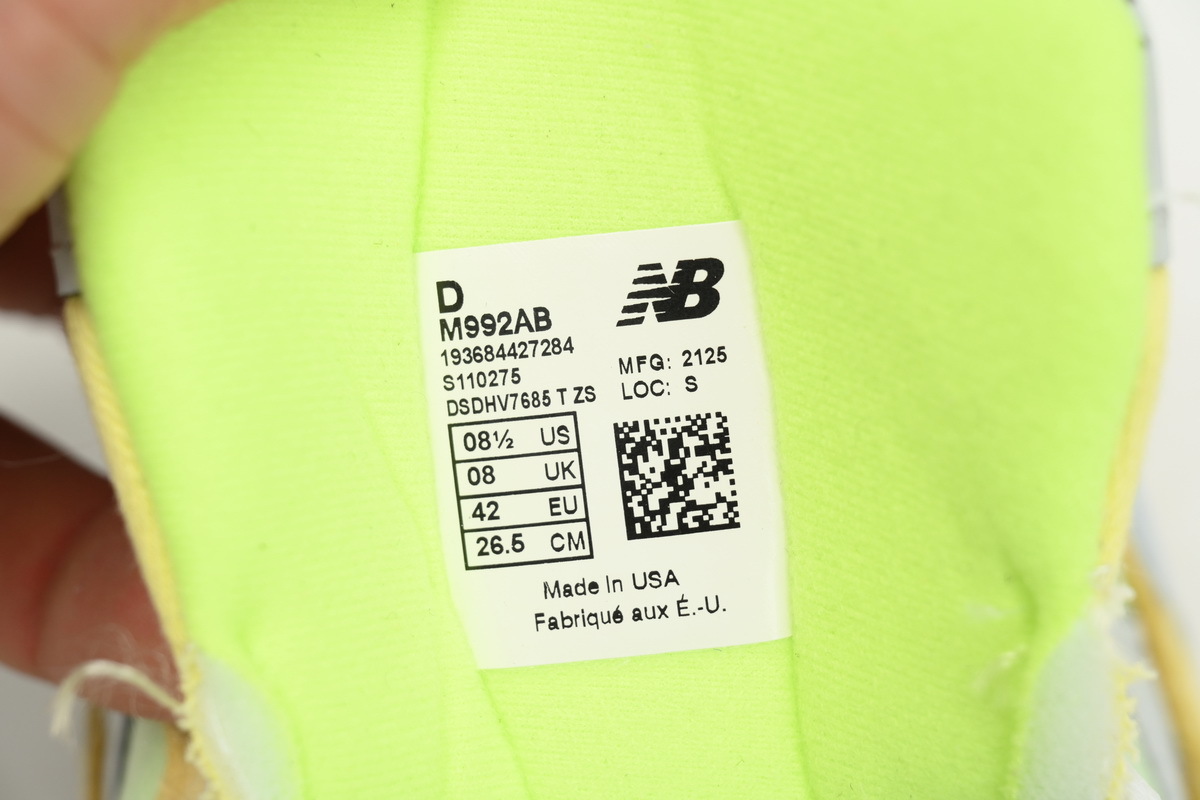 D
M992AB
193684427284
S110275
DSDHV7685 T ZS
NB
MFG: 2125
LOC: S
08½ US
08 UK
42 EU
26.5 CM
Made In USA
Fabriqué aux É.-U.